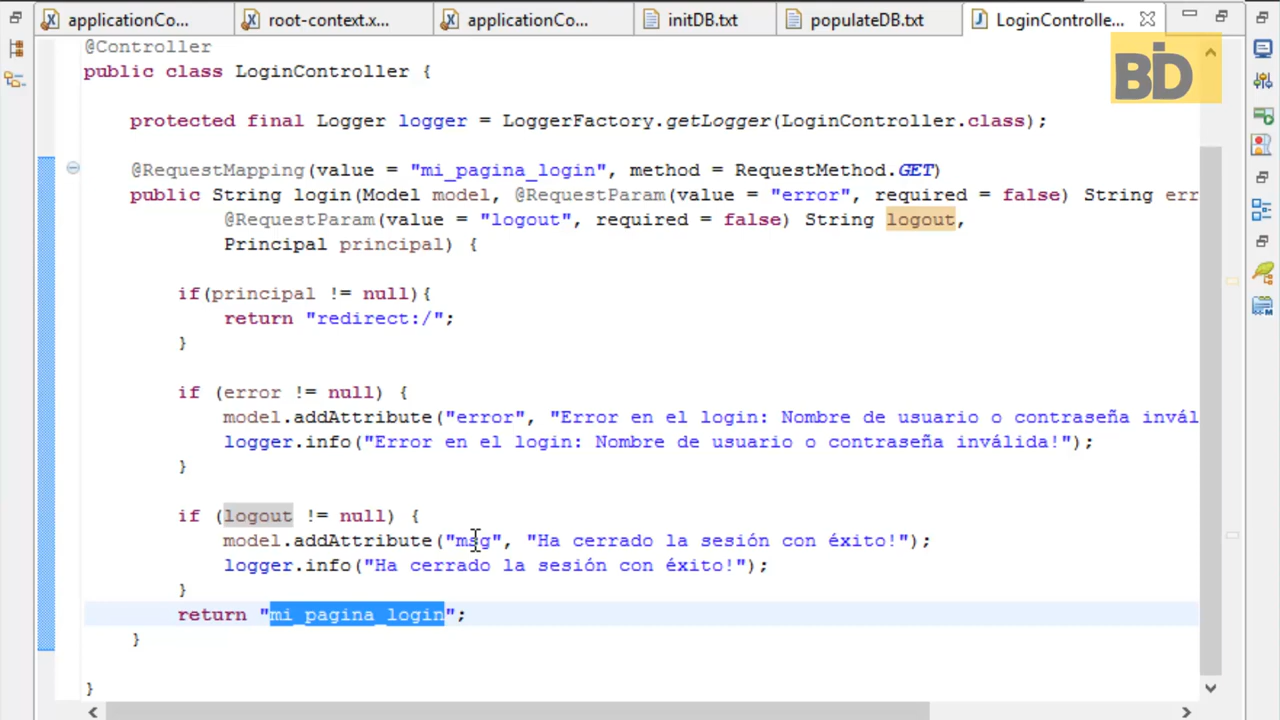 applicationCo...
root-context.x...
applicationCo...
initDB.txt
populateDB.txt
LoginControlle...
BID
@Controller
public class LoginController {
protected final Logger logger = LoggerFactory.getLogger(LoginController.class);
@RequestMapping(value = "mi_pagina_login", method = RequestMethod.GET)
public String login(Model model, @RequestParam(value = "error", required = false) String err
@RequestParam(value = "logout", required = false) String logout,
Principal principal) {
if(principal != null){
return "redirect:/";
}
if (error != null) {
model.addAttribute("error", "Error en el login: Nombre de usuario o contraseña invál
logger.info("Error en el login: Nombre de usuario o contraseña inválida!");
}
if (logout != null) {
model.addAttribute("msg", "Ha cerrado la sesión con éxito!");
logger.info("Ha cerrado la sesión con éxito!");
}
return "mi_pagina_login";
}
}